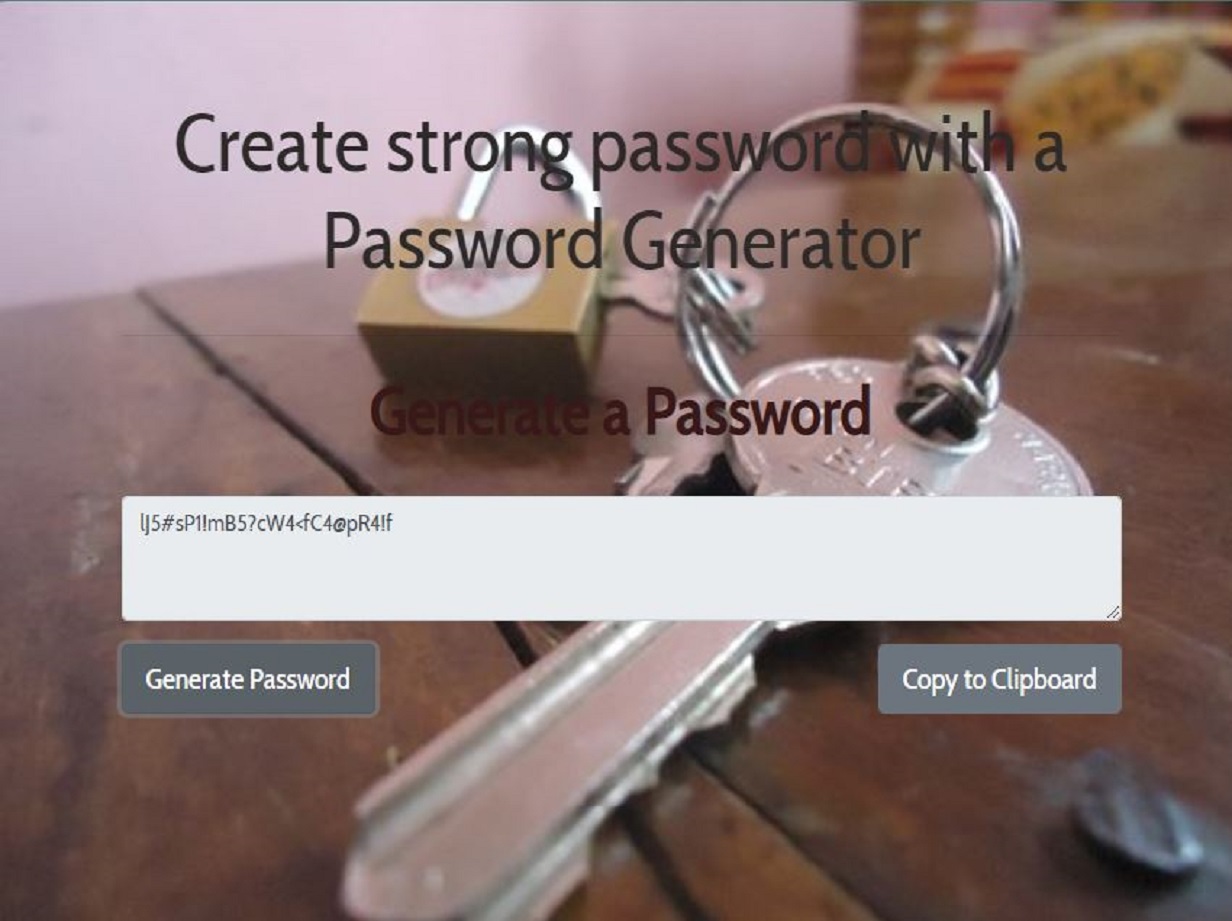 Create strong password with a
Password Generator
Generate a Password
lJ5#sP1!mB5?cW4<fC4@pR4!f
Generate Password
Copy to Clipboard